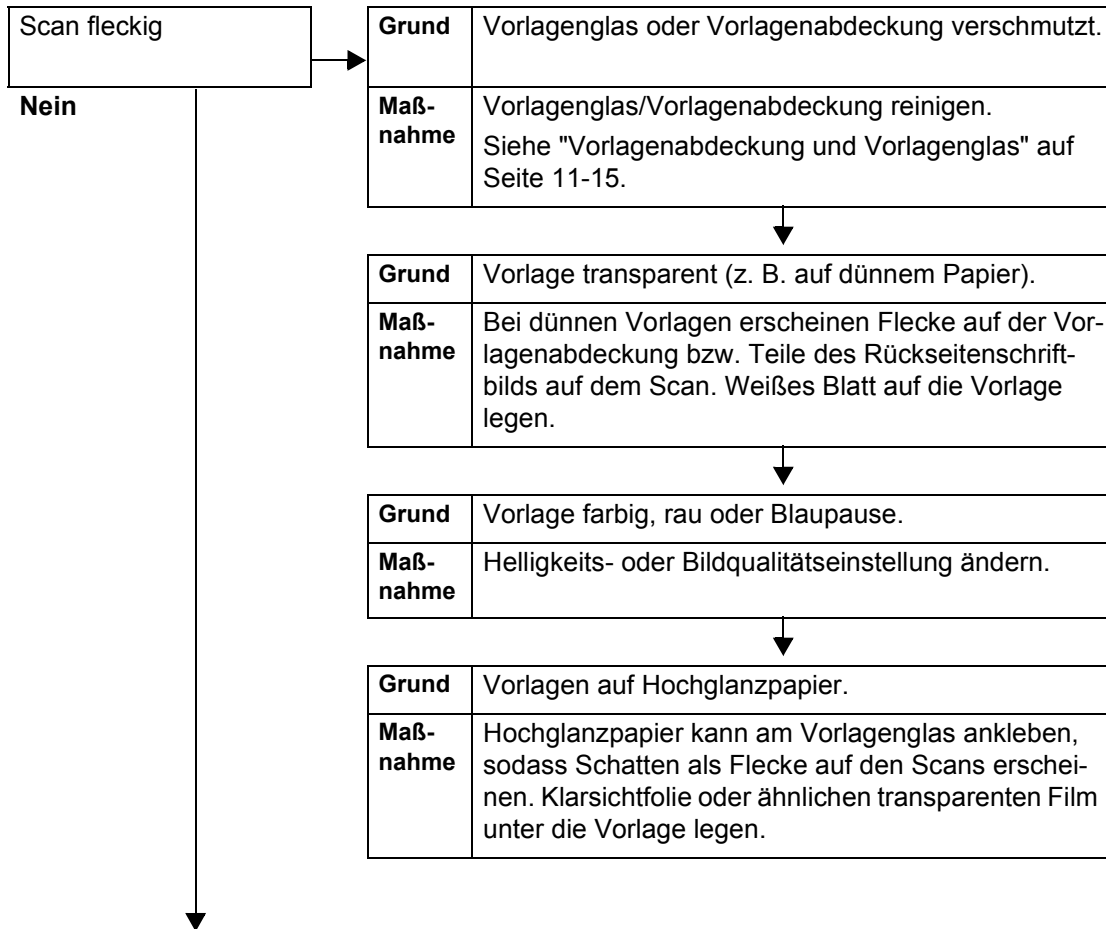 Scan fleckig
Nein
Grund
Vorlagenglas oder Vorlagenabdeckung verschmutzt.
Maß-
nahme
Vorlagenglas/Vorlagenabdeckung reinigen.
Siehe "Vorlagenabdeckung und Vorlagenglas" auf
Seite 11-15.
Grund
Vorlage transparent (z. B. auf dünnem Papier).
Maß-
nahme
Bei dünnen Vorlagen erscheinen Flecke auf der Vor-
lagenabdeckung bzw. Teile des Rückseitenschrift-
bilds auf dem Scan. Weißes Blatt auf die Vorlage
legen.
Grund
Vorlage farbig, rau oder Blaupause.
Maß-
nahme
Helligkeits- oder Bildqualitätseinstellung ändern.
Grund
Vorlagen auf Hochglanzpapier.
Maß-
nahme
Hochglanzpapier kann am Vorlagenglas ankleben,
sodass Schatten als Flecke auf den Scans erschei-
nen. Klarsichtfolie oder ähnlichen transparenten Film
unter die Vorlage legen.